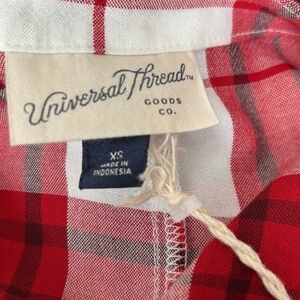 Universal Thread™
GOODS
CO.
XS
MADE IN
INDONESIA